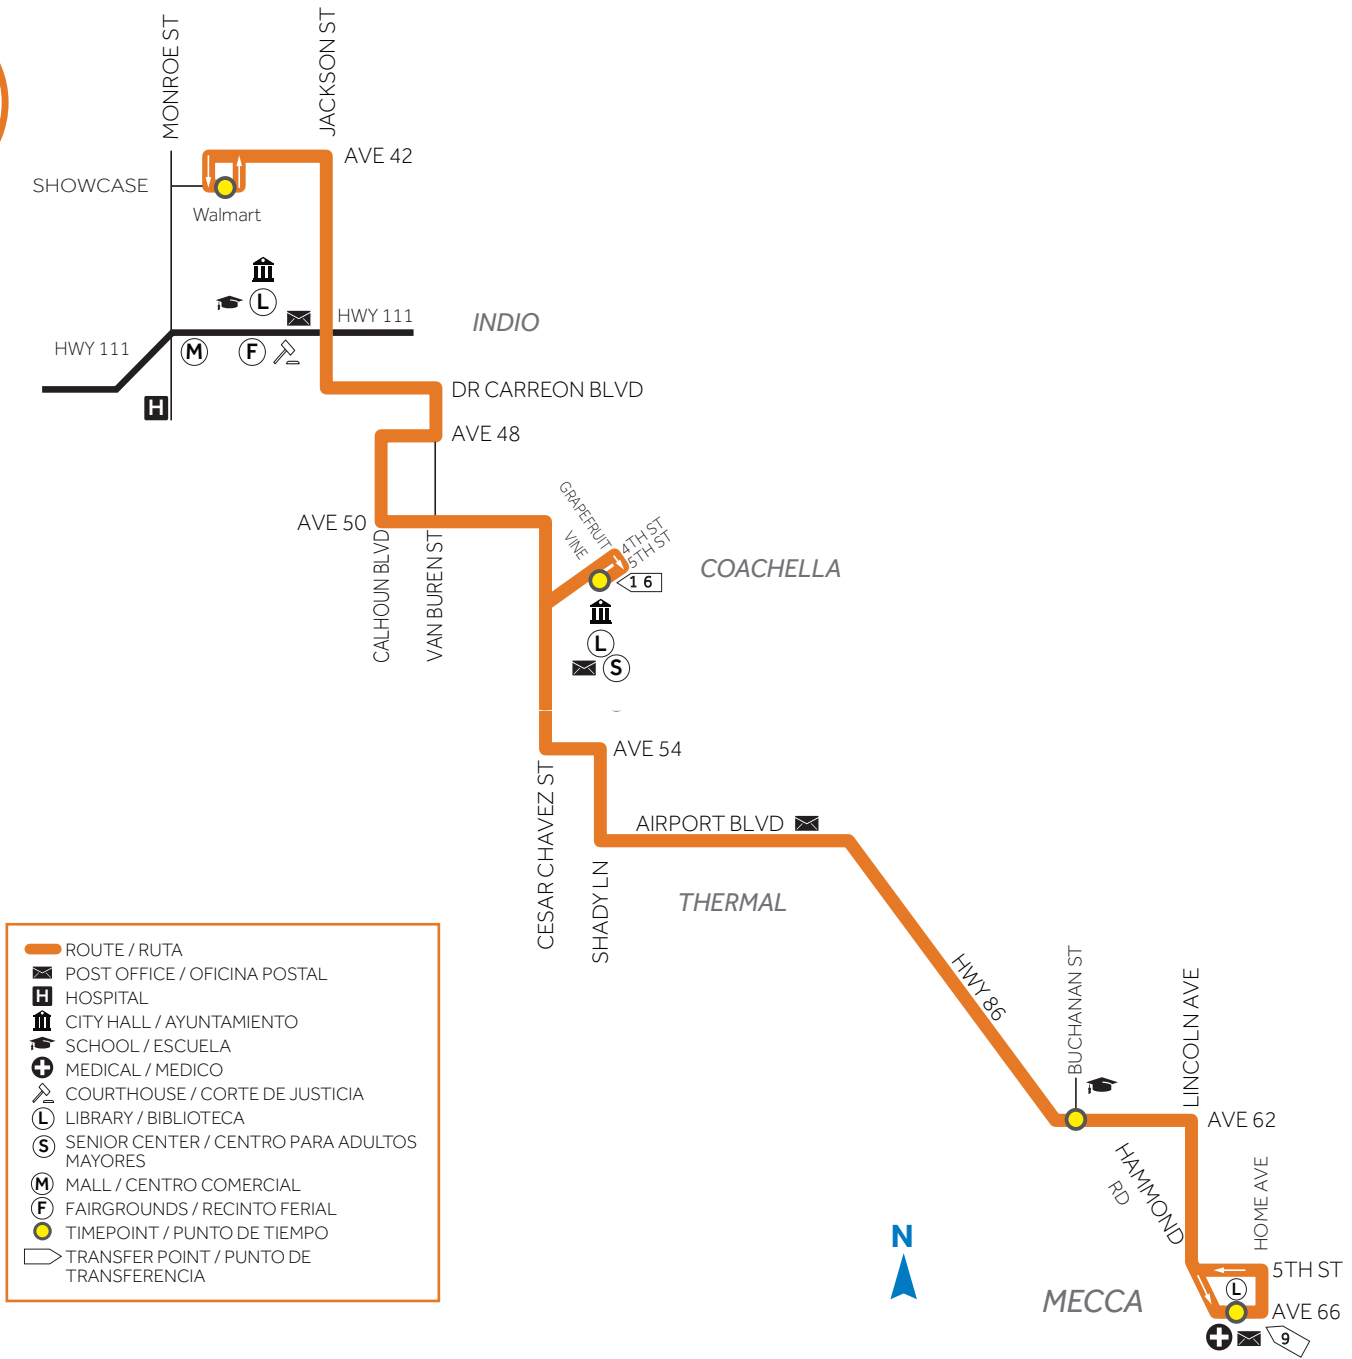 MONROE ST
JACKSON ST
AVE 42
SHOWCASE
Walmart
L
HWY 111
INDIO
HWY 111
M
F
H
DR CARREON BLVD
AVE 48
AVE 50
CALHOUN BLVD
VAN BUREN ST
GRAPEFRUIT
VINE
4TH ST
5TH ST
COACHELLA
1 6
L
S
AVE 54
CESAR CHAVEZ ST
SHADY LN
AIRPORT BLVD
THERMAL
HWY 86
BUCHANAN ST
LINCOLN AVE
AVE 62
HAMMOND
RD
HOME AVE
5TH ST
L
AVE 66
MECCA
9
N
ROUTE / RUTA
POST OFFICE / OFICINA POSTAL
H HOSPITAL
CITY HALL / AYUNTAMIENTO
SCHOOL / ESCUELA
MEDICAL / MEDICO
COURTHOUSE / CORTE DE JUSTICIA
L LIBRARY / BIBLIOTECA
S SENIOR CENTER / CENTRO PARA ADULTOS
MAYORES
M MALL / CENTRO COMERCIAL
F FAIRGROUNDS / RECINTO FERIAL
TIMEPOINT / PUNTO DE TIEMPO
TRANSFER POINT / PUNTO DE
TRANSFERENCIA